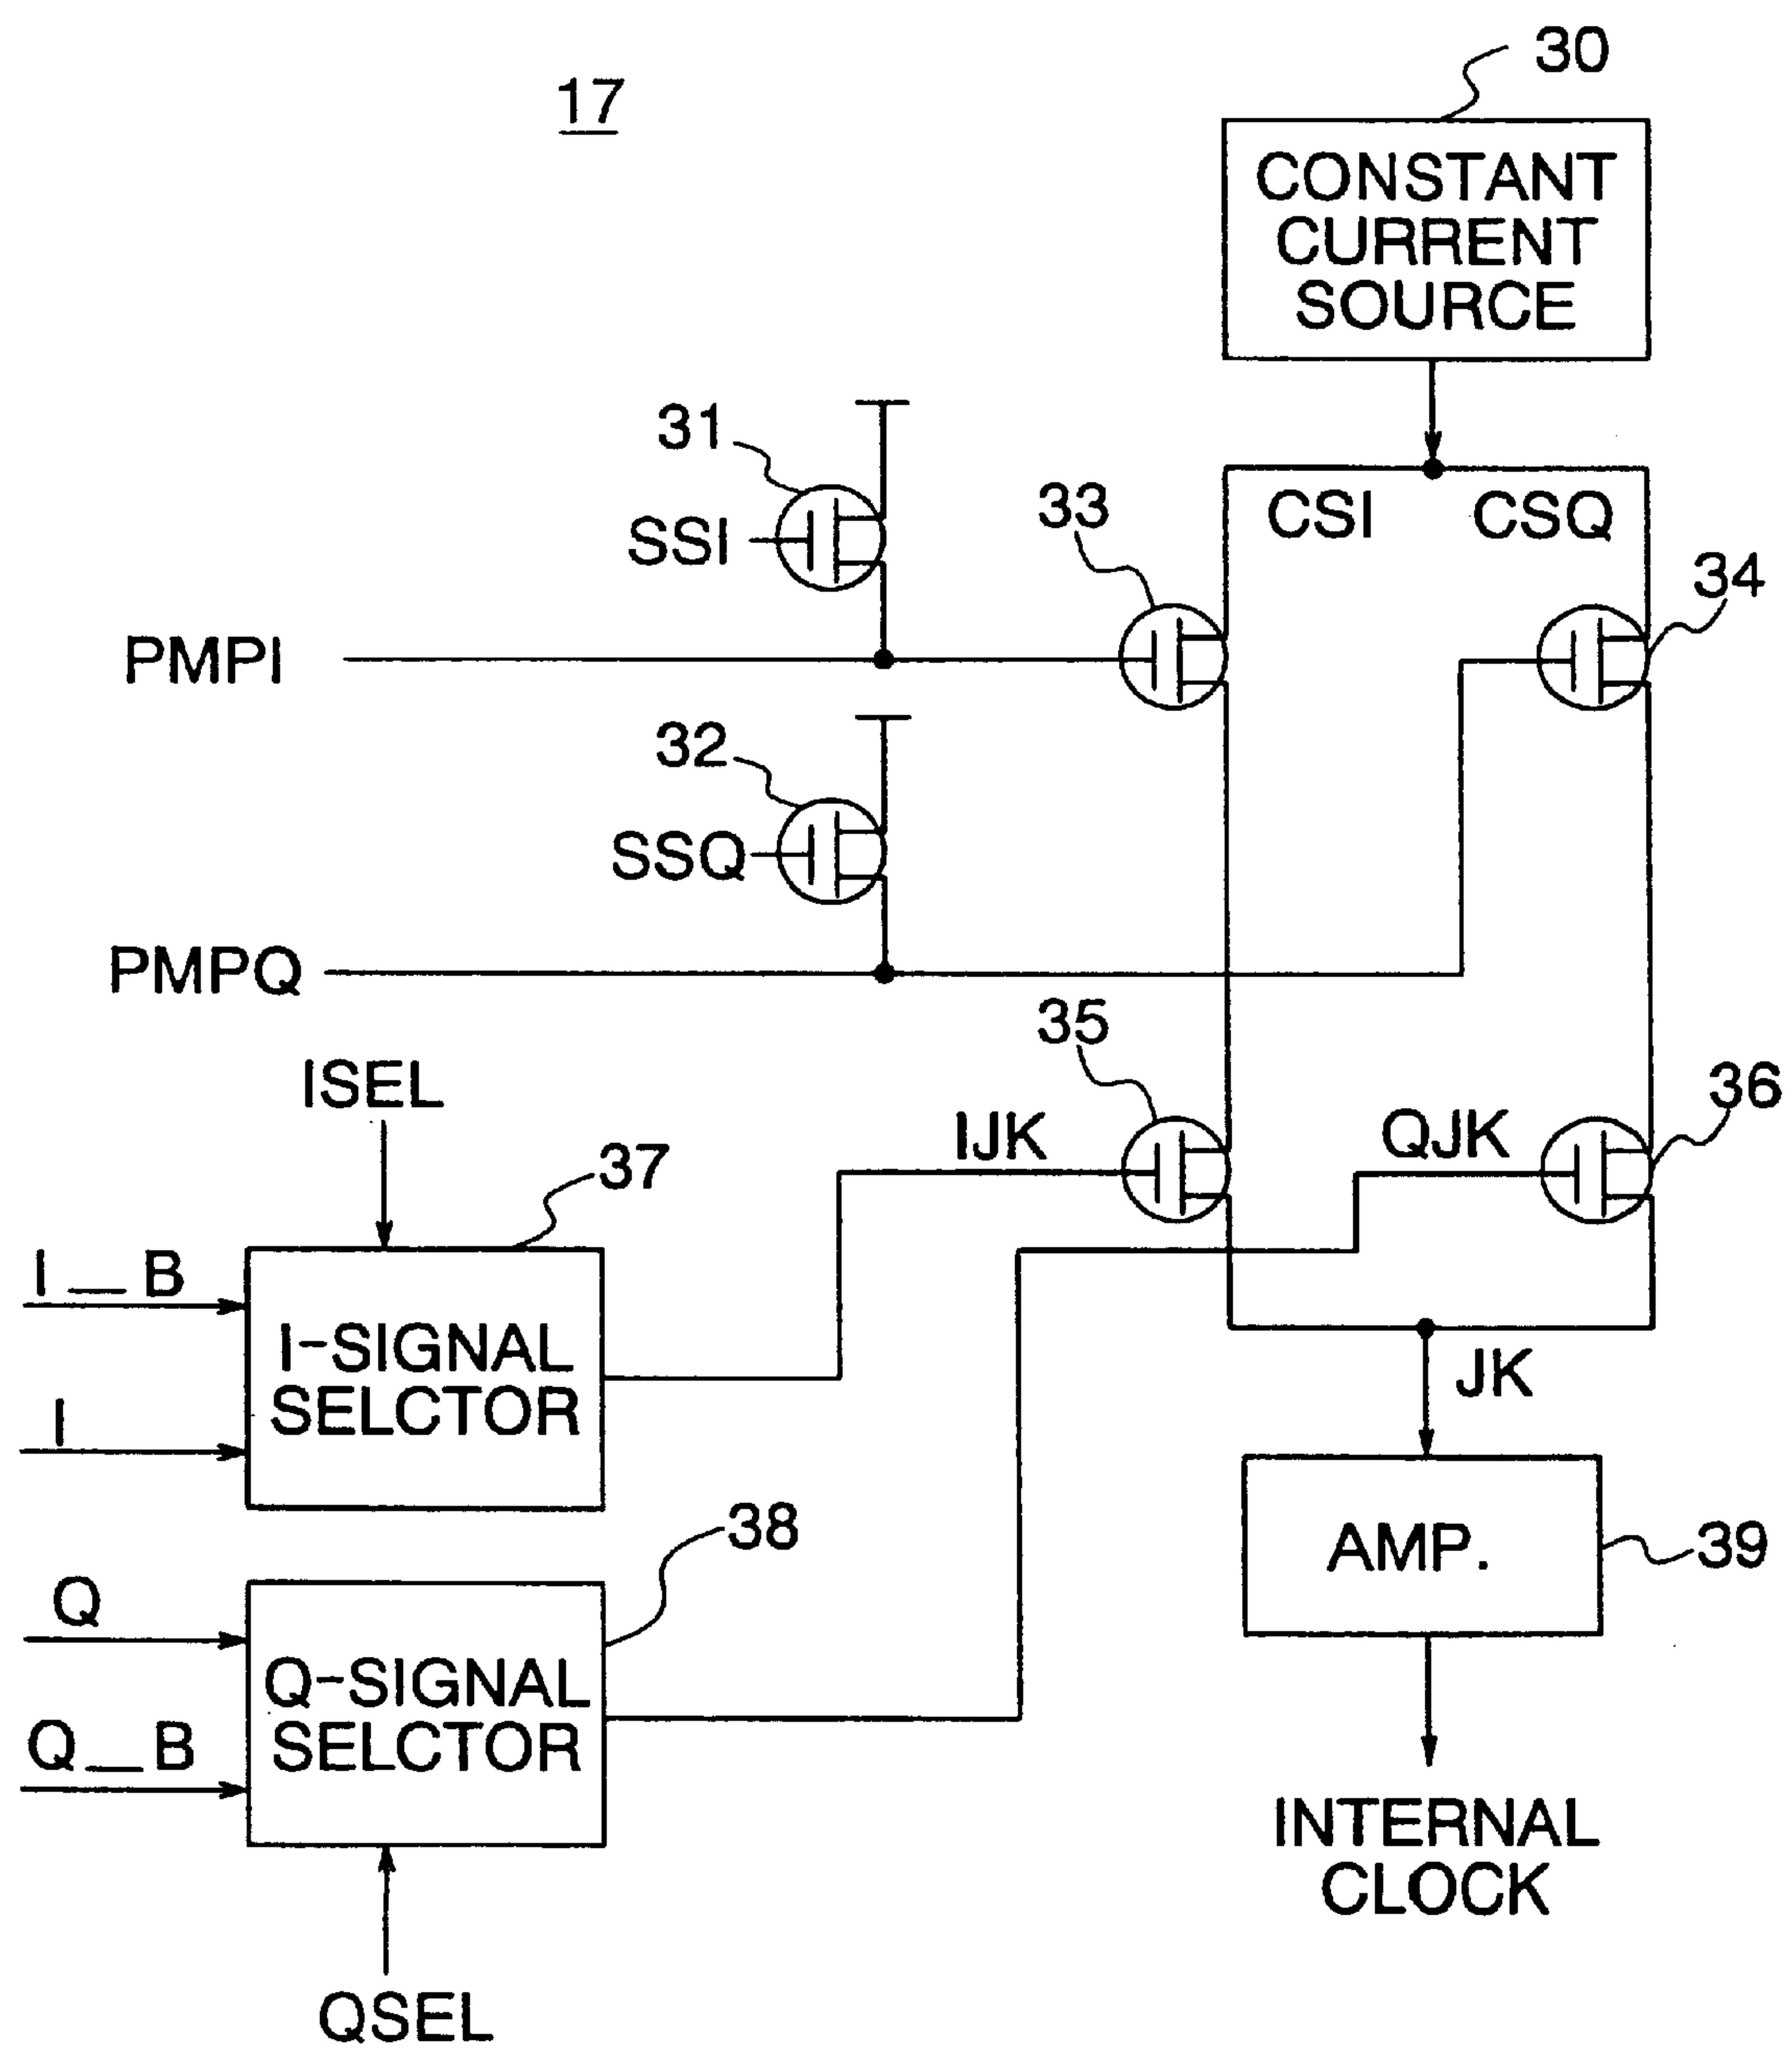 17
30
CONSTANT
CURRENT
SOURCE
31
SSI
33
CSI
CSQ
34
PMPI
32
SSQ
PMPQ
35
ISEL
IJK
QJK
36
37
I_B
I-SIGNAL
SELCTOR
I
JK
38
AMP.
39
Q
Q-SIGNAL
SELCTOR
Q_B
INTERNAL
CLOCK
QSEL